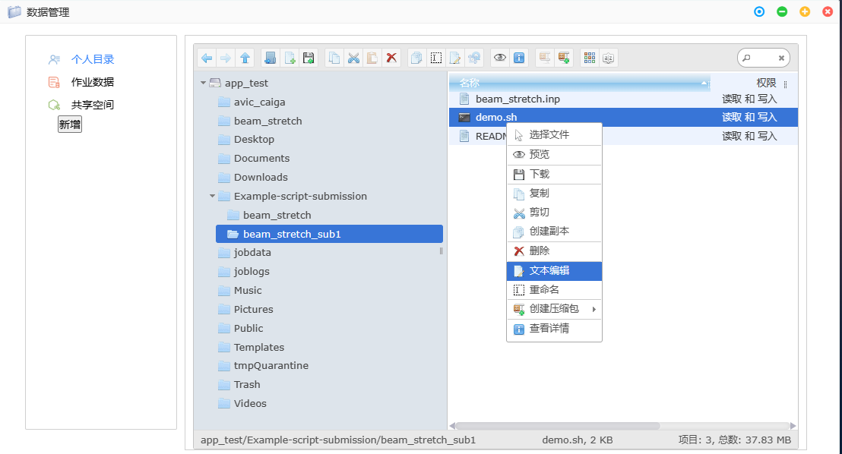 数据管理
个人目录
作业数据
共享空间
新增
app_test
avic_caiga
beam_stretch
Desktop
Documents
Downloads
Example-script-submission
beam_stretch
beam_stretch_sub1
jobdata
joblogs
Music
Pictures
Public
Templates
tmpQuarantine
Trash
Videos
名称 权限
beam_stretch.inp 读取 和 写入
demo.sh 读取 和 写入
READM 读取 和 写入
选择文件
预览
下载
复制
剪切
创建副本
删除
文本编辑
重命名
创建压缩包
查看详情
app_test/Example-script-submission/beam_stretch_sub1 demo.sh, 2 KB 项目: 3, 总数: 37.83 MB